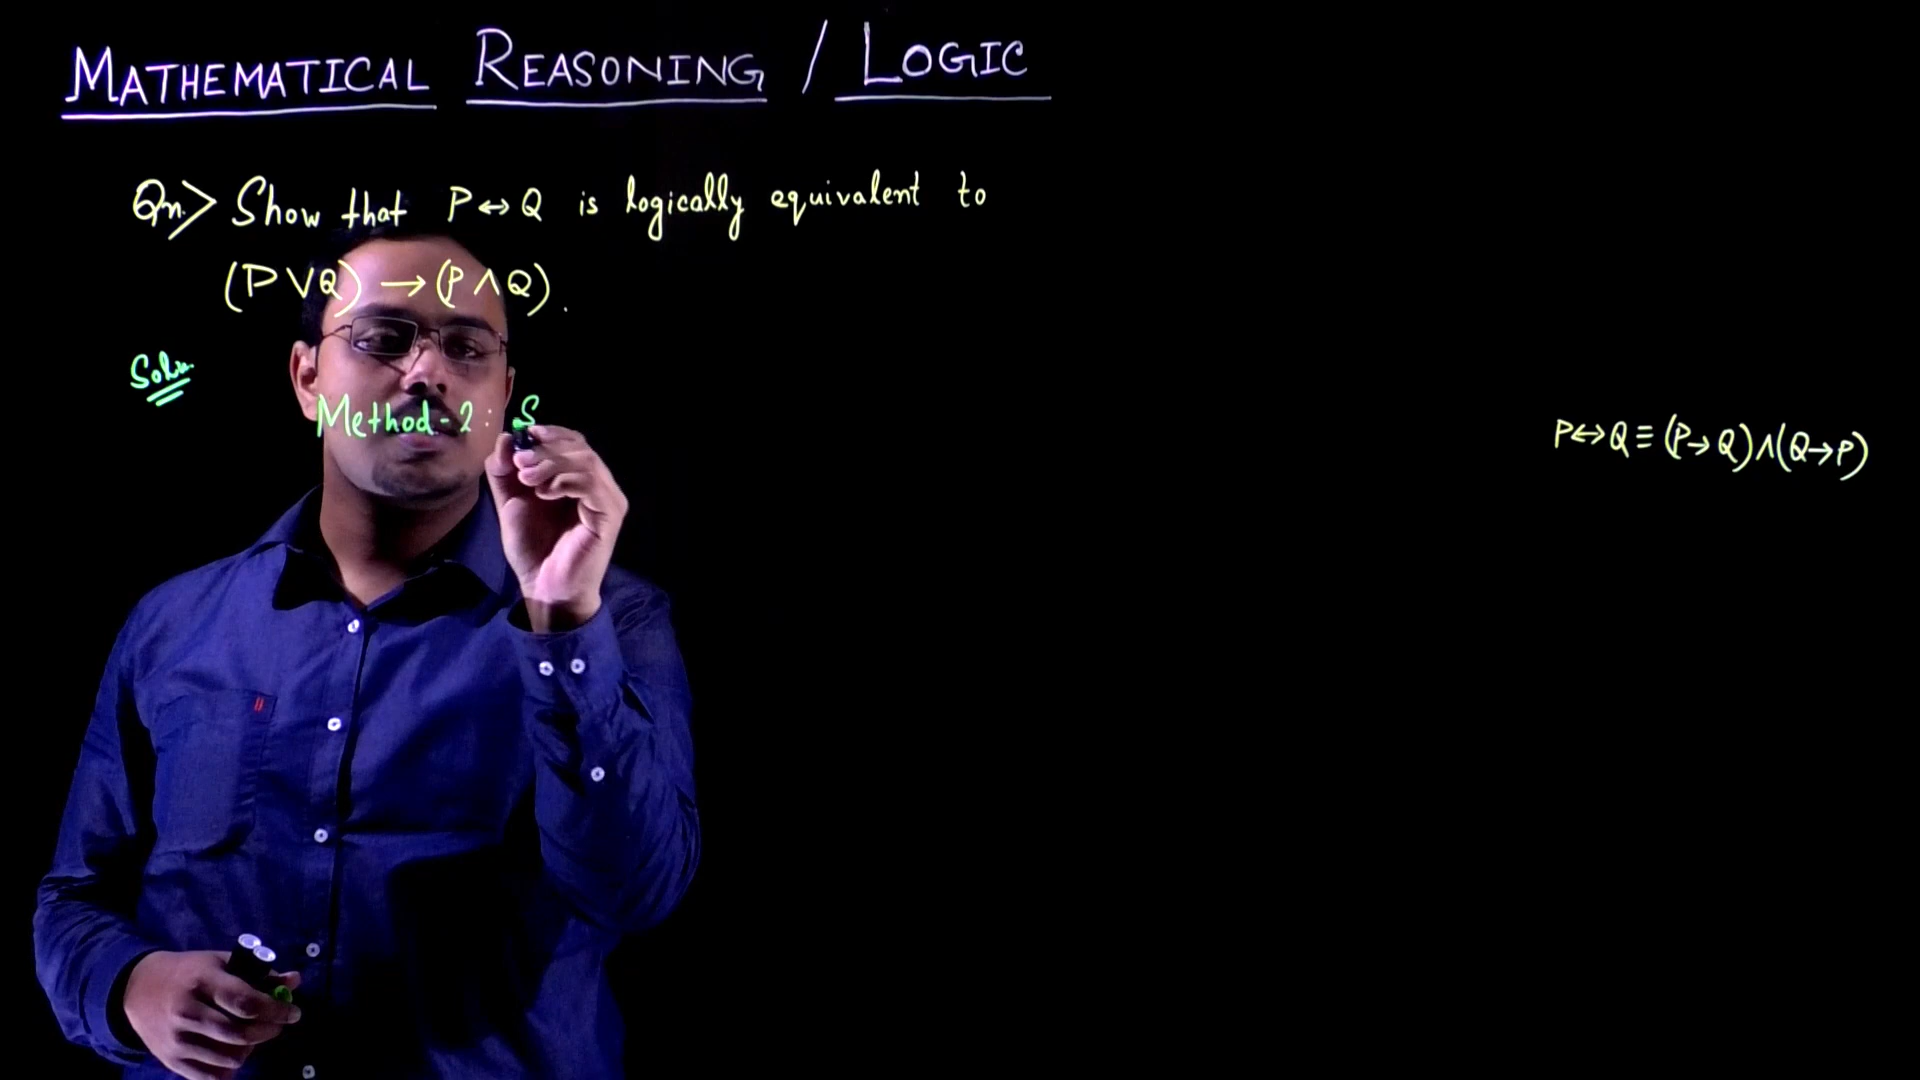 MATHEMATICAL REASONING / LOGIC
Qn> Show that P↔Q is logically equivalent to
(P∨Q) → (P∧Q).
Soln.
Method-2: S
P↔Q ≡ (P→Q)∧(Q→P)